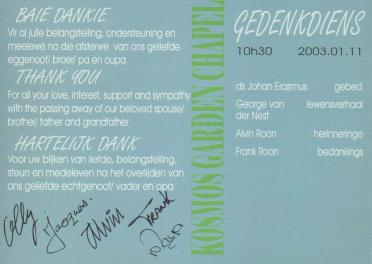 BAIE DANKIE
Vir al julle belangstelling, ondersteuning en
meelewe na die afsterwe van ons geliefde
eggenoot/ broer/ pa en oupa
THANK YOU
For all your love, interest, support and sympathy
with the passing away of our beloved spouse/
brother/ father and grandfather
HARTELIJK DANK
Voor uw blijken van liefde, belangstelling,
steun en medeleven na het overlijden van
ons geliefde echtgenoot/ vader en opa
Olly
Jacques.
Alvin
Frank
KOSMOS GARDEN CHAPEL
GEDENKDIENS
10h30 2003.01.11
ds Johan Erasmus gebed
George van lewensverhaal
der Nest
Alvin Roon herinneringe
Frank Roon bedankings